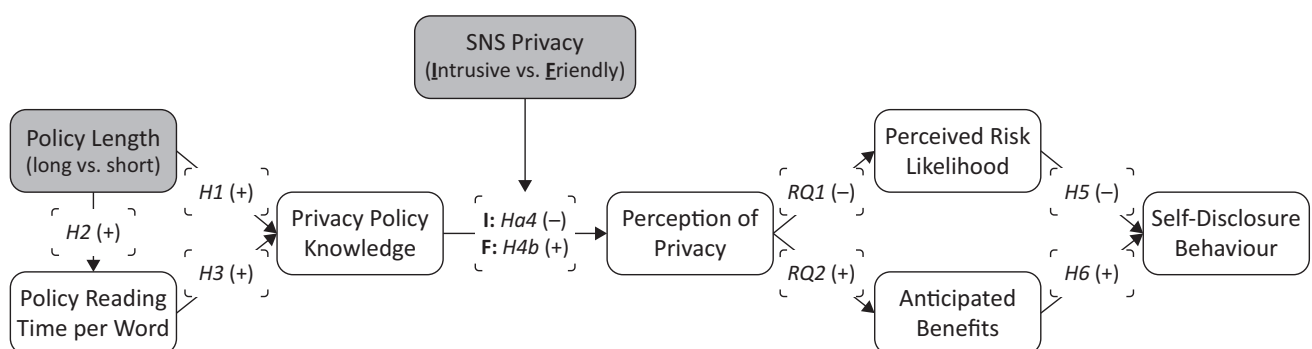 SNS Privacy
(Intrusive vs. Friendly)
Policy Length
(long vs. short)
H1 (+)
H2 (+)
Policy Reading
Time per Word
H3 (+)
Privacy Policy
Knowledge
I: Ha4 (–)
F: H4b (+)
Perception of
Privacy
RQ1 (–)
RQ2 (+)
Perceived Risk
Likelihood
Anticipated
Benefits
H5 (–)
H6 (+)
Self-Disclosure
Behaviour